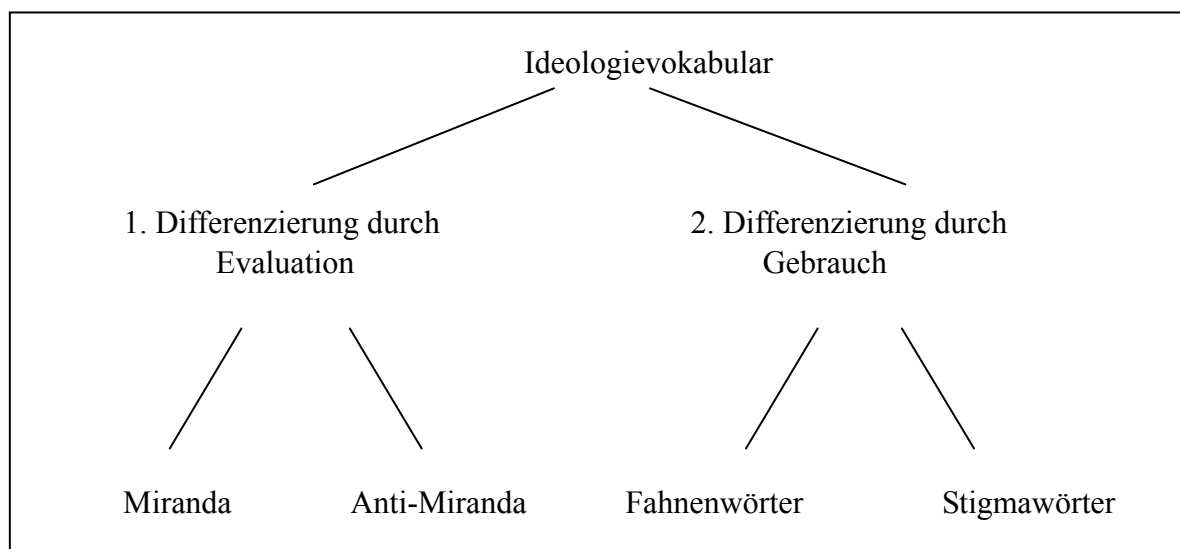 Ideologievokabular
1. Differenzierung durch
Evaluation
2. Differenzierung durch
Gebrauch
Miranda
Anti-Miranda
Fahnenwörter
Stigmawörter